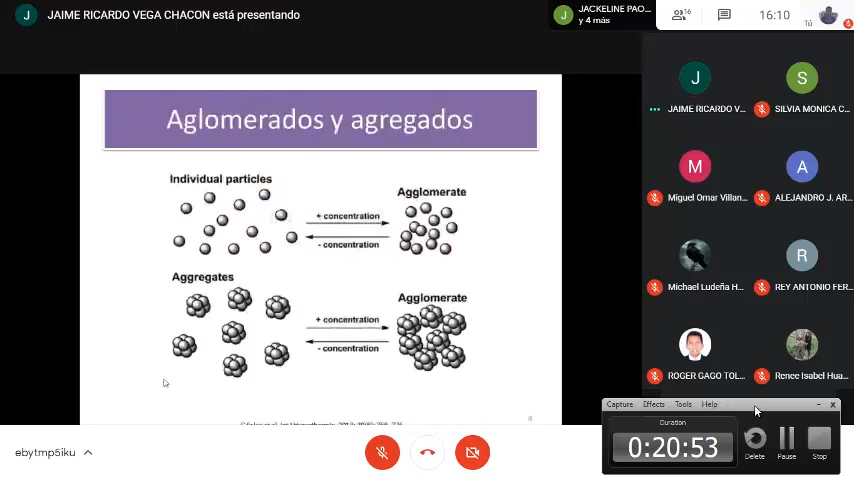 J JAIME RICARDO VEGA CHACON está presentando
J JACKELINE PAO...
y 4 más
16
16:10
Tú
Aglomerados y agregados
Individual particles
Agglomerate
+ concentration
- concentration
Aggregates
Agglomerate
+ concentration
- concentration
8
J
S
JAIME RICARDO V...
SILVIA MONICA C...
M
A
Miguel Omar Villan...
ALEJANDRO J. AR...
R
Michael Ludeña H...
REY ANTONIO FER...
ROGER GAGO TOL...
Renee Isabel Hua...
Capture Effects Tools Help
– x
Duration
0:20:53
Delete Pause Stop
ebytmp5iku